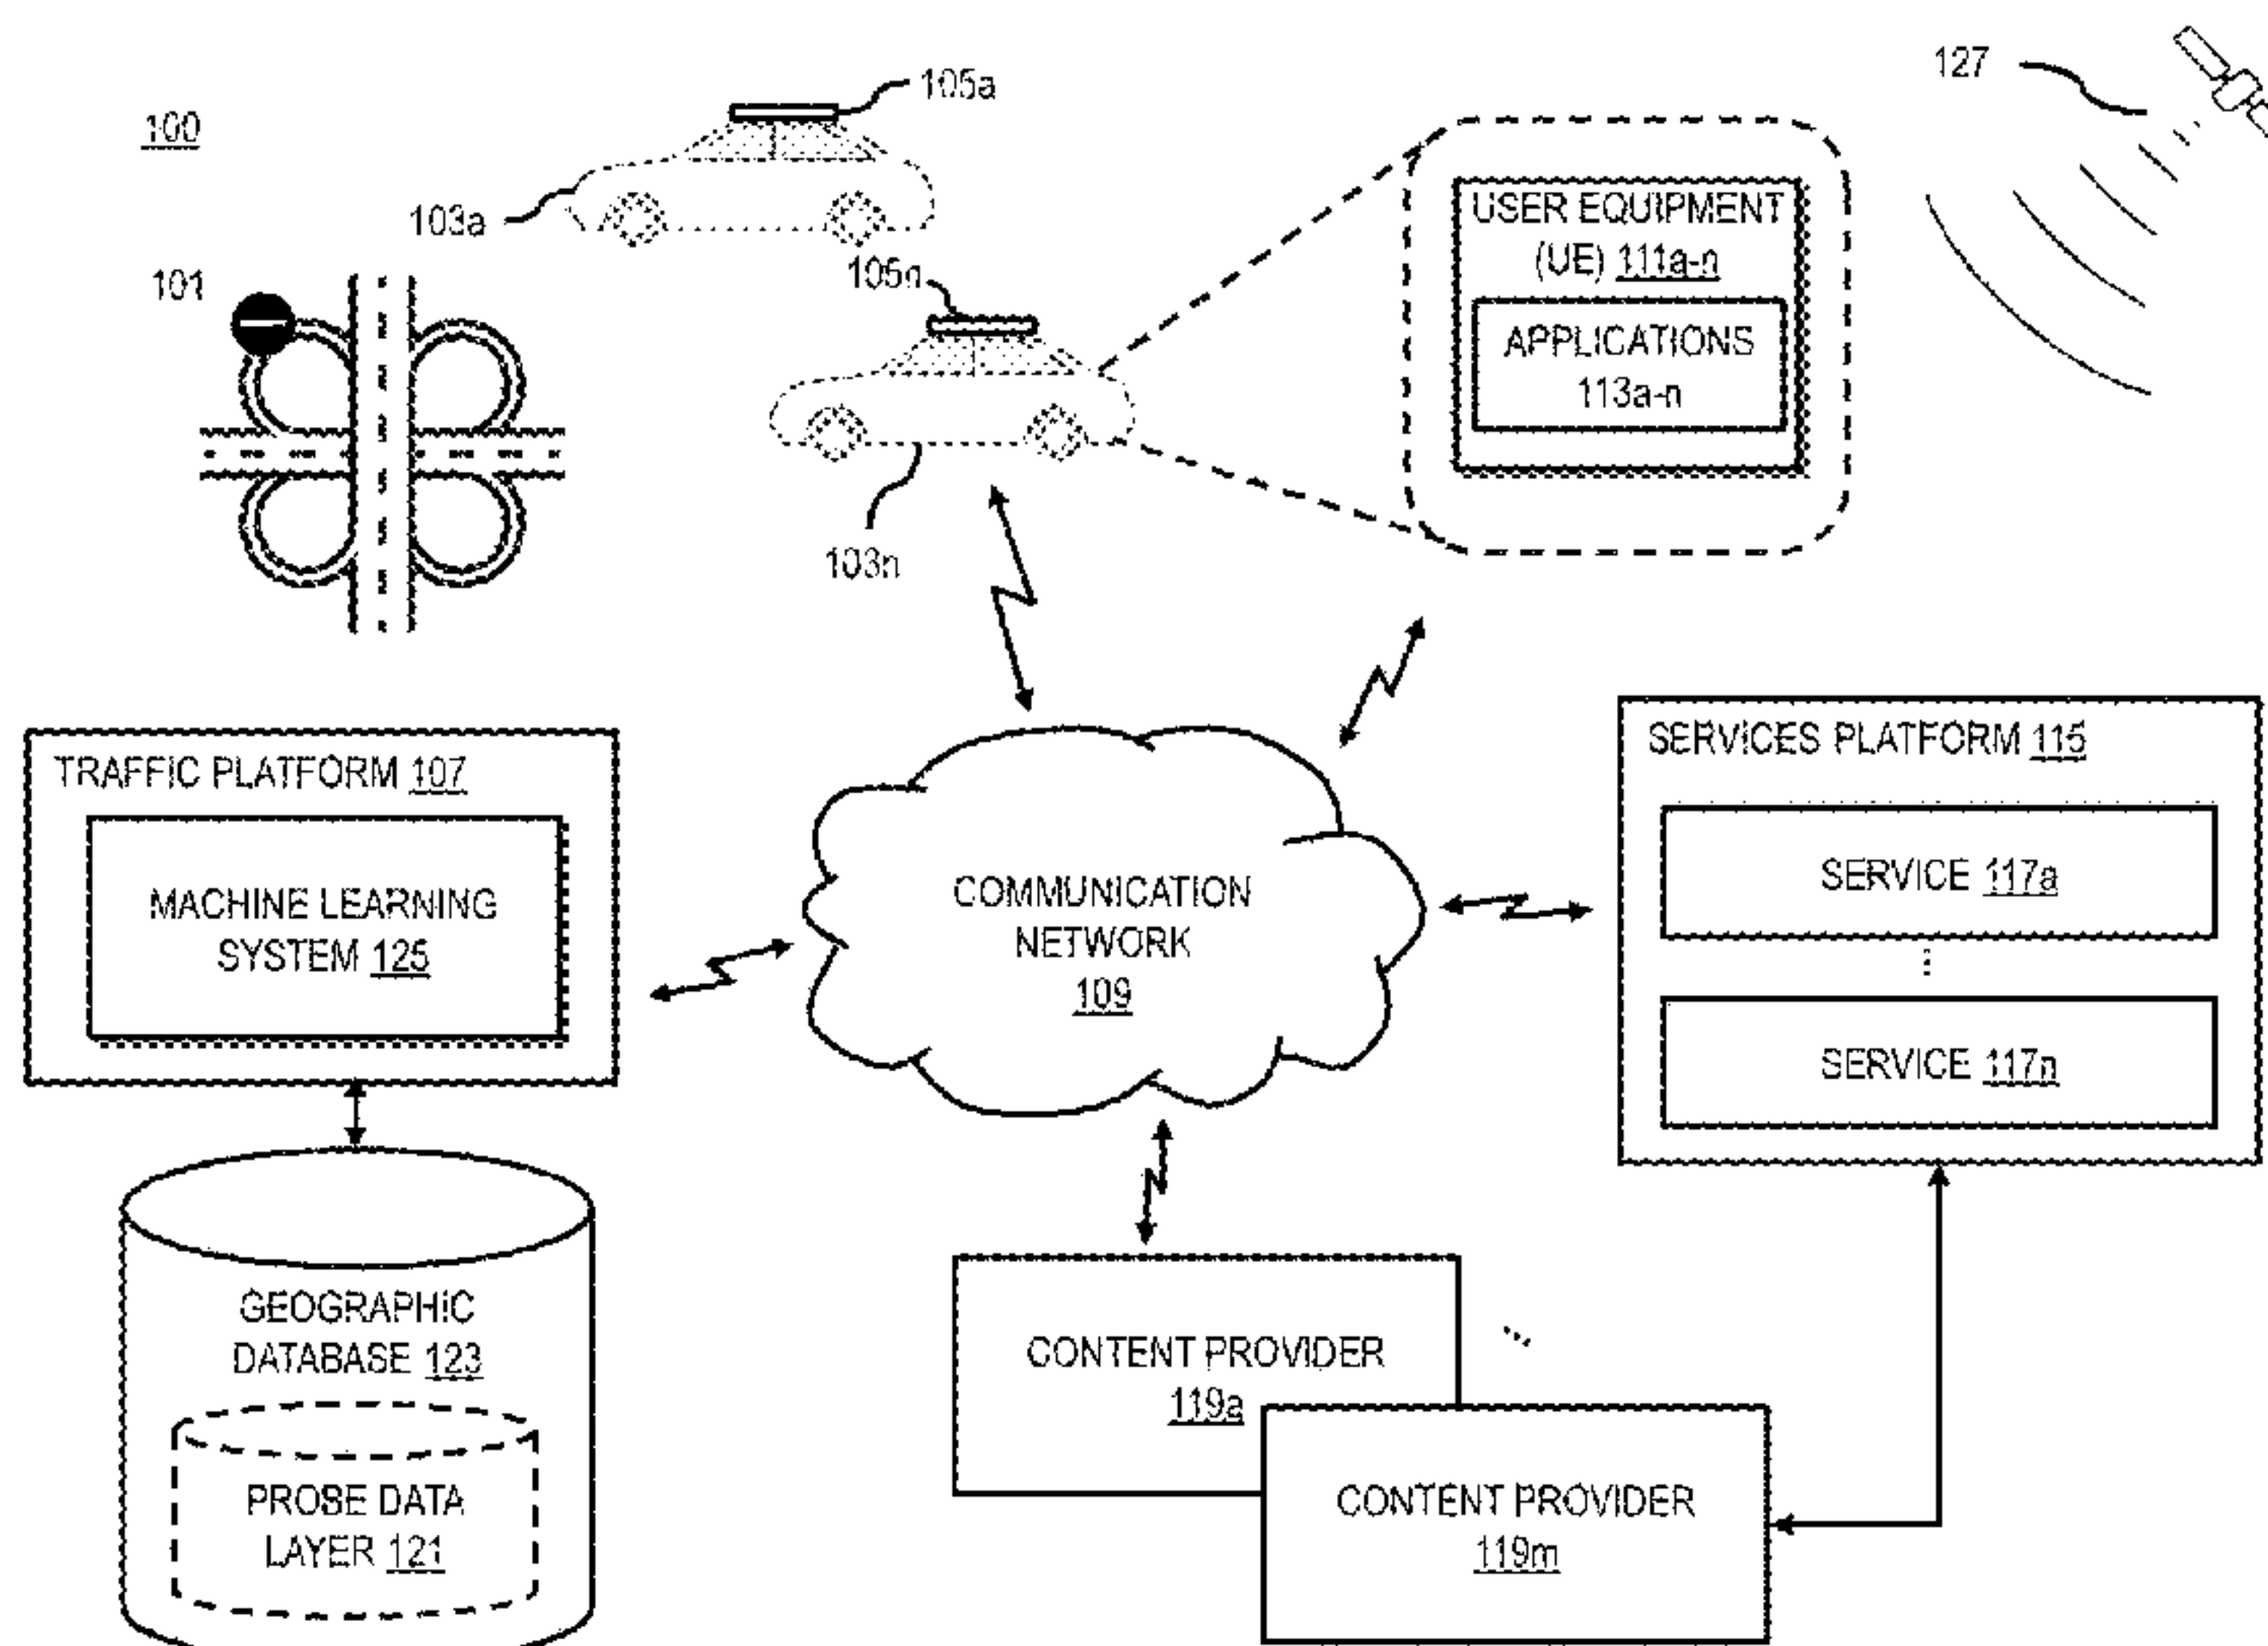 100
105a
127
103a
101
105n
USER EQUIPMENT
(UE) 111a-n
APPLICATIONS
113a-n
103n
TRAFFIC PLATFORM 107
MACHINE LEARNING
SYSTEM 125
COMMUNICATION
NETWORK
109
SERVICES PLATFORM 115
SERVICE 117a
⋮
SERVICE 117n
GEOGRAPHIC
DATABASE 123
PROBE DATA
LAYER 121
CONTENT PROVIDER
119a
...
CONTENT PROVIDER
119m